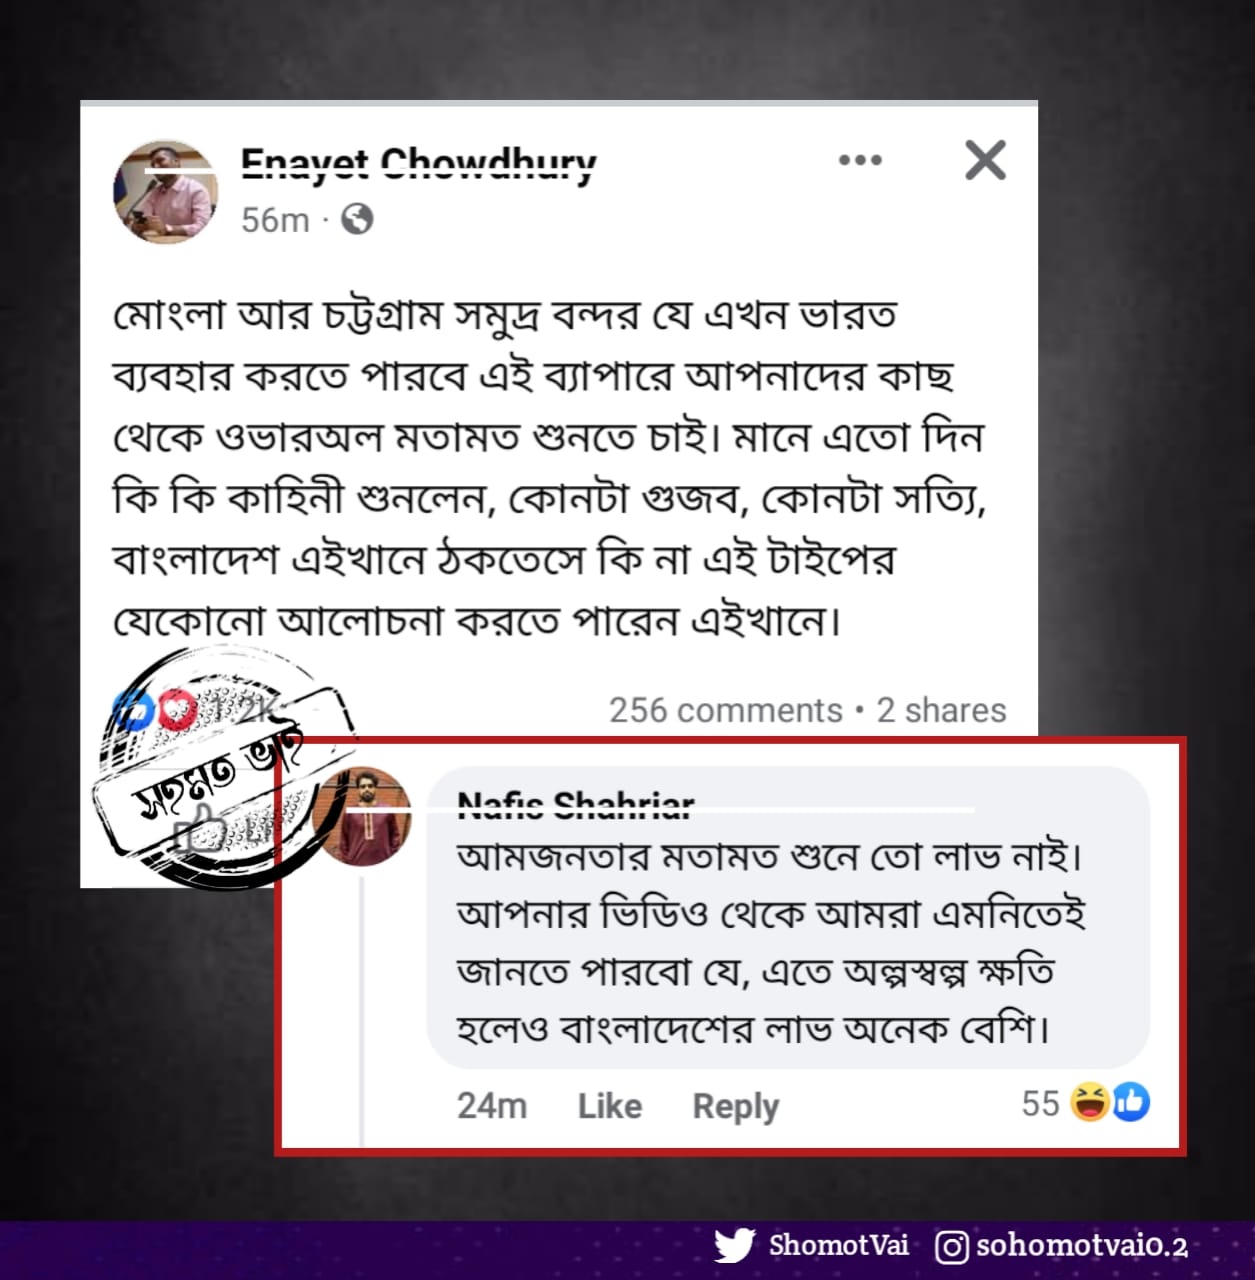 Enayet Chowdhury
56m ·
মোংলা আর চট্টগ্রাম সমুদ্র বন্দর যে এখন ভারত
ব্যবহার করতে পারবে এই ব্যাপারে আপনাদের কাছ
থেকে ওভারঅল মতামত শুনতে চাই। মানে এতো দিন
কি কি কাহিনী শুনলেন, কোনটা গুজব, কোনটা সত্যি,
বাংলাদেশ এইখানে ঠকতেসে কি না এই টাইপের
যেকোনো আলোচনা করতে পারেন এইখানে।
1.2K
256 comments • 2 shares
সহমত ভাই
Nafis Shahriar
আমজনতার মতামত শুনে তো লাভ নাই।
আপনার ভিডিও থেকে আমরা এমনিতেই
জানতে পারবো যে, এতে অল্পস্বল্প ক্ষতি
হলেও বাংলাদেশের লাভ অনেক বেশি।
24m Like Reply 55
ShomotVai sohomotvai0.2